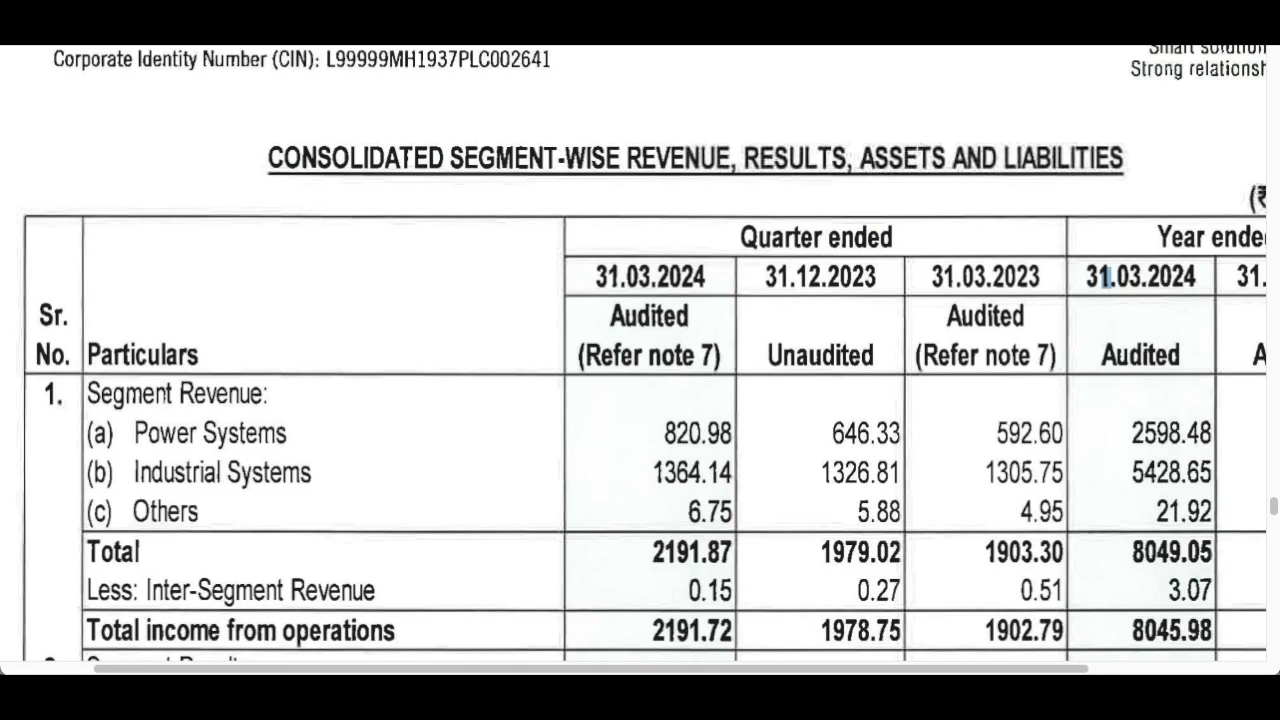 Corporate Identity Number (CIN): L99999MH1937PLC002641
Strong
CONSOLIDATED SEGMENT-WISE REVENUE, RESULTS, ASSETS AND LIABILITIES
(₹
Quarter ended Year ende
31.03.2024 31.12.2023 31.03.2023 31.03.2024 31.
Sr. Audited Audited
No. Particulars (Refer note 7) Unaudited (Refer note 7) Audited A
1. Segment Revenue:
(a) Power Systems 820.98 646.33 592.60 2598.48
(b) Industrial Systems 1364.14 1326.81 1305.75 5428.65
(c) Others 6.75 5.88 4.95 21.92
Total 2191.87 1979.02 1903.30 8049.05
Less: Inter-Segment Revenue 0.15 0.27 0.51 3.07
Total income from operations 2191.72 1978.75 1902.79 8045.98